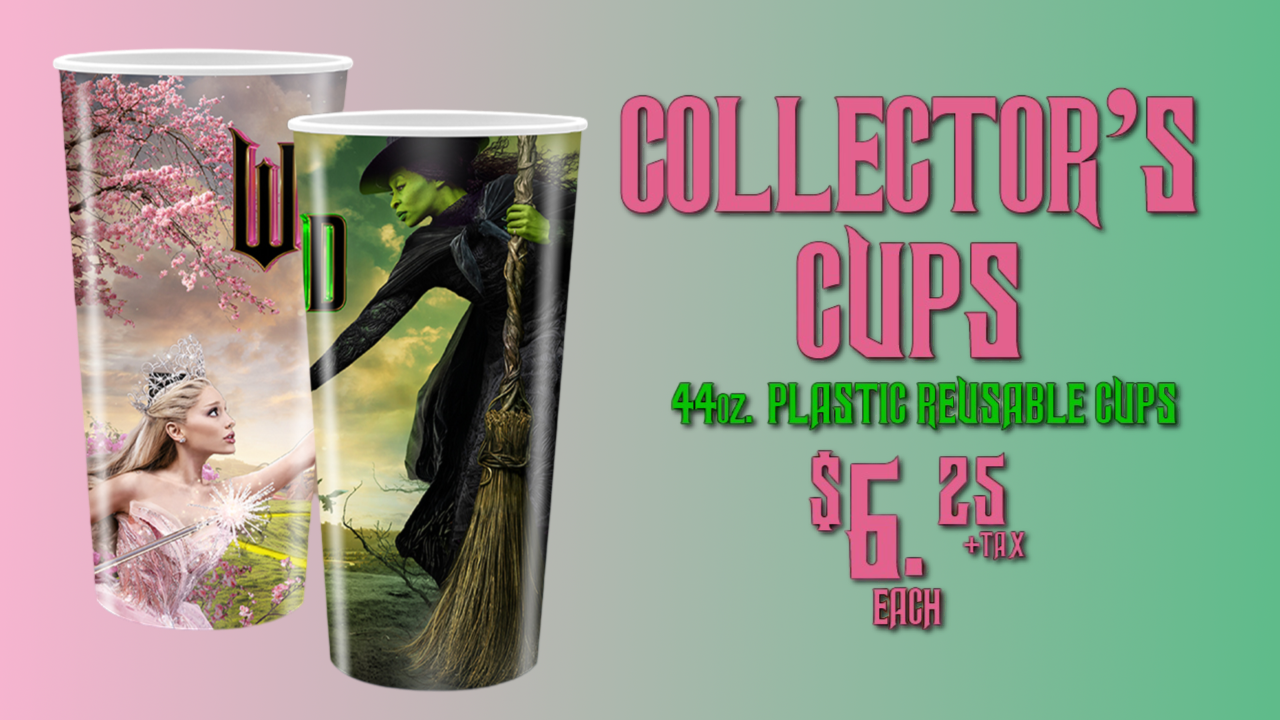 W
D
COLLECTOR'S
CUPS
44oz. PLASTIC REUSABLE CUPS
$6.25
+TAX
EACH